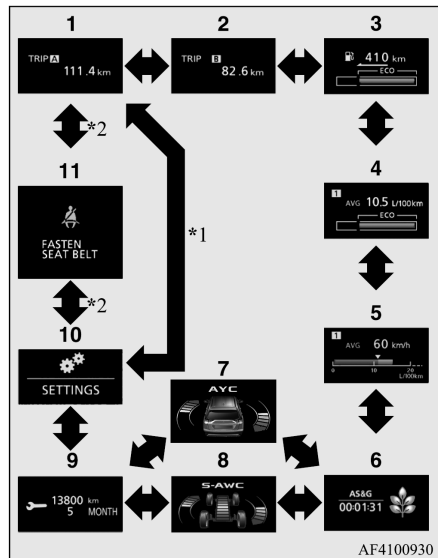 1
2
3
TRIP A
111.4 km
TRIP B
82.6 km
410 km
ECO
*2
11
4
FASTEN
SEAT BELT
*1
1
AVG 10.5 L/100km
ECO
*2
10
5
SETTINGS
1
AVG 60 km/h
0 10 20
L/100km
7
AYC
9
8
6
13800 km
5 MONTH
S-AWC
AS&G
00:01:31
AF4100930